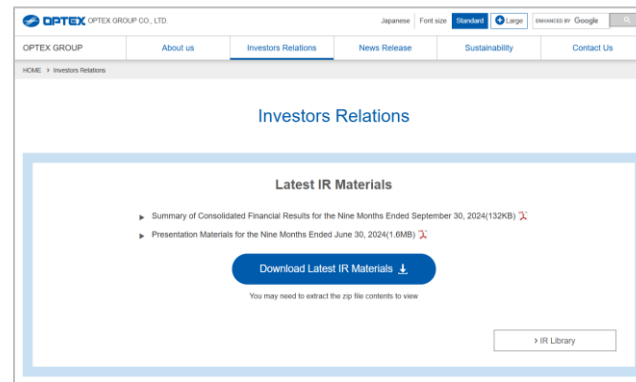 OPTEX OPTEX GROUP CO., LTD. Japanese Font size Standard Large ENHANCED BY Google
OPTEX GROUP About us Investors Relations News Release Sustainability Contact Us
HOME > Investors Relations
Investors Relations
Latest IR Materials
▶ Summary of Consolidated Financial Results for the Nine Months Ended September 30, 2024(132KB)
▶ Presentation Materials for the Nine Months Ended June 30, 2024(1.6MB)
Download Latest IR Materials
You may need to extract the zip file contents to view
> IR Library